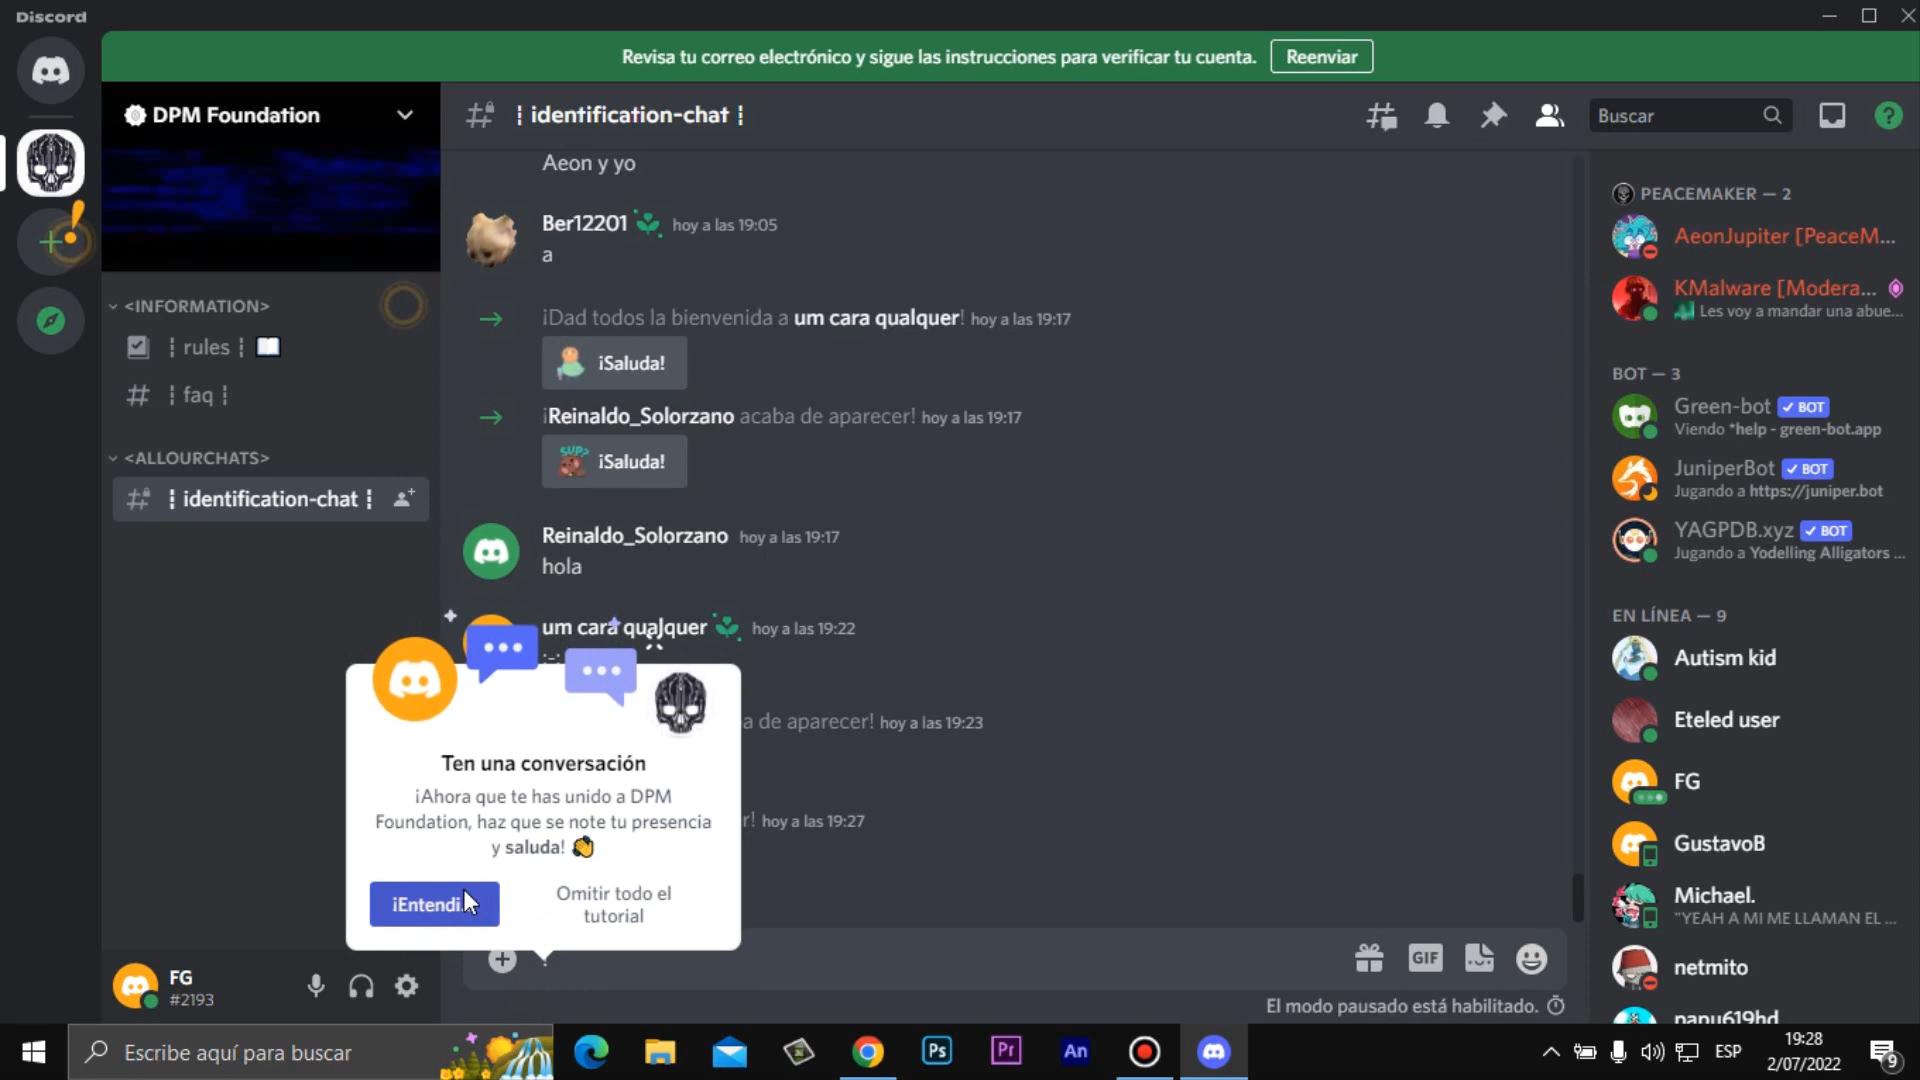 Discord
Revisa tu correo electrónico y sigue las instrucciones para verificar tu cuenta.
Reenviar
DPM Foundation
<INFORMATION>
┇ rules ┇
┇ faq ┇
<ALLOURCHATS>
┇ identification-chat ┇
FG
#2193
┇ identification-chat ┇
Buscar
Aeon y yo
Ber12201 hoy a las 19:05
a
¡Dad todos la bienvenida a um cara qualquer! hoy a las 19:17
¡Saluda!
¡Reinaldo_Solorzano acaba de aparecer! hoy a las 19:17
SUP?
¡Saluda!
Reinaldo_Solorzano hoy a las 19:17
hola
um cara qualquer hoy a las 19:22
a de aparecer! hoy a las 19:23
r! hoy a las 19:27
Ten una conversación
¡Ahora que te has unido a DPM
Foundation, haz que se note tu presencia
y saluda!
¡Entendi
Omitir todo el
tutorial
GIF
El modo pausado está habilitado.
PEACEMAKER — 2
AeonJupiter [PeaceM...
KMalware [Modera...
Les voy a mandar una abue...
BOT — 3
Green-bot BOT
Viendo *help - green-bot.app
JuniperBot BOT
Jugando a https://juniper.bot
YAGPDB.xyz BOT
Jugando a Yodelling Alligators ...
EN LÍNEA — 9
Autism kid
Eteled user
FG
GustavoB
Michael.
"YEAH A MI ME LLAMAN EL ...
netmito
papu619hd
Escribe aquí para buscar
Ps
Pr
An
ESP
19:28
2/07/2022
9